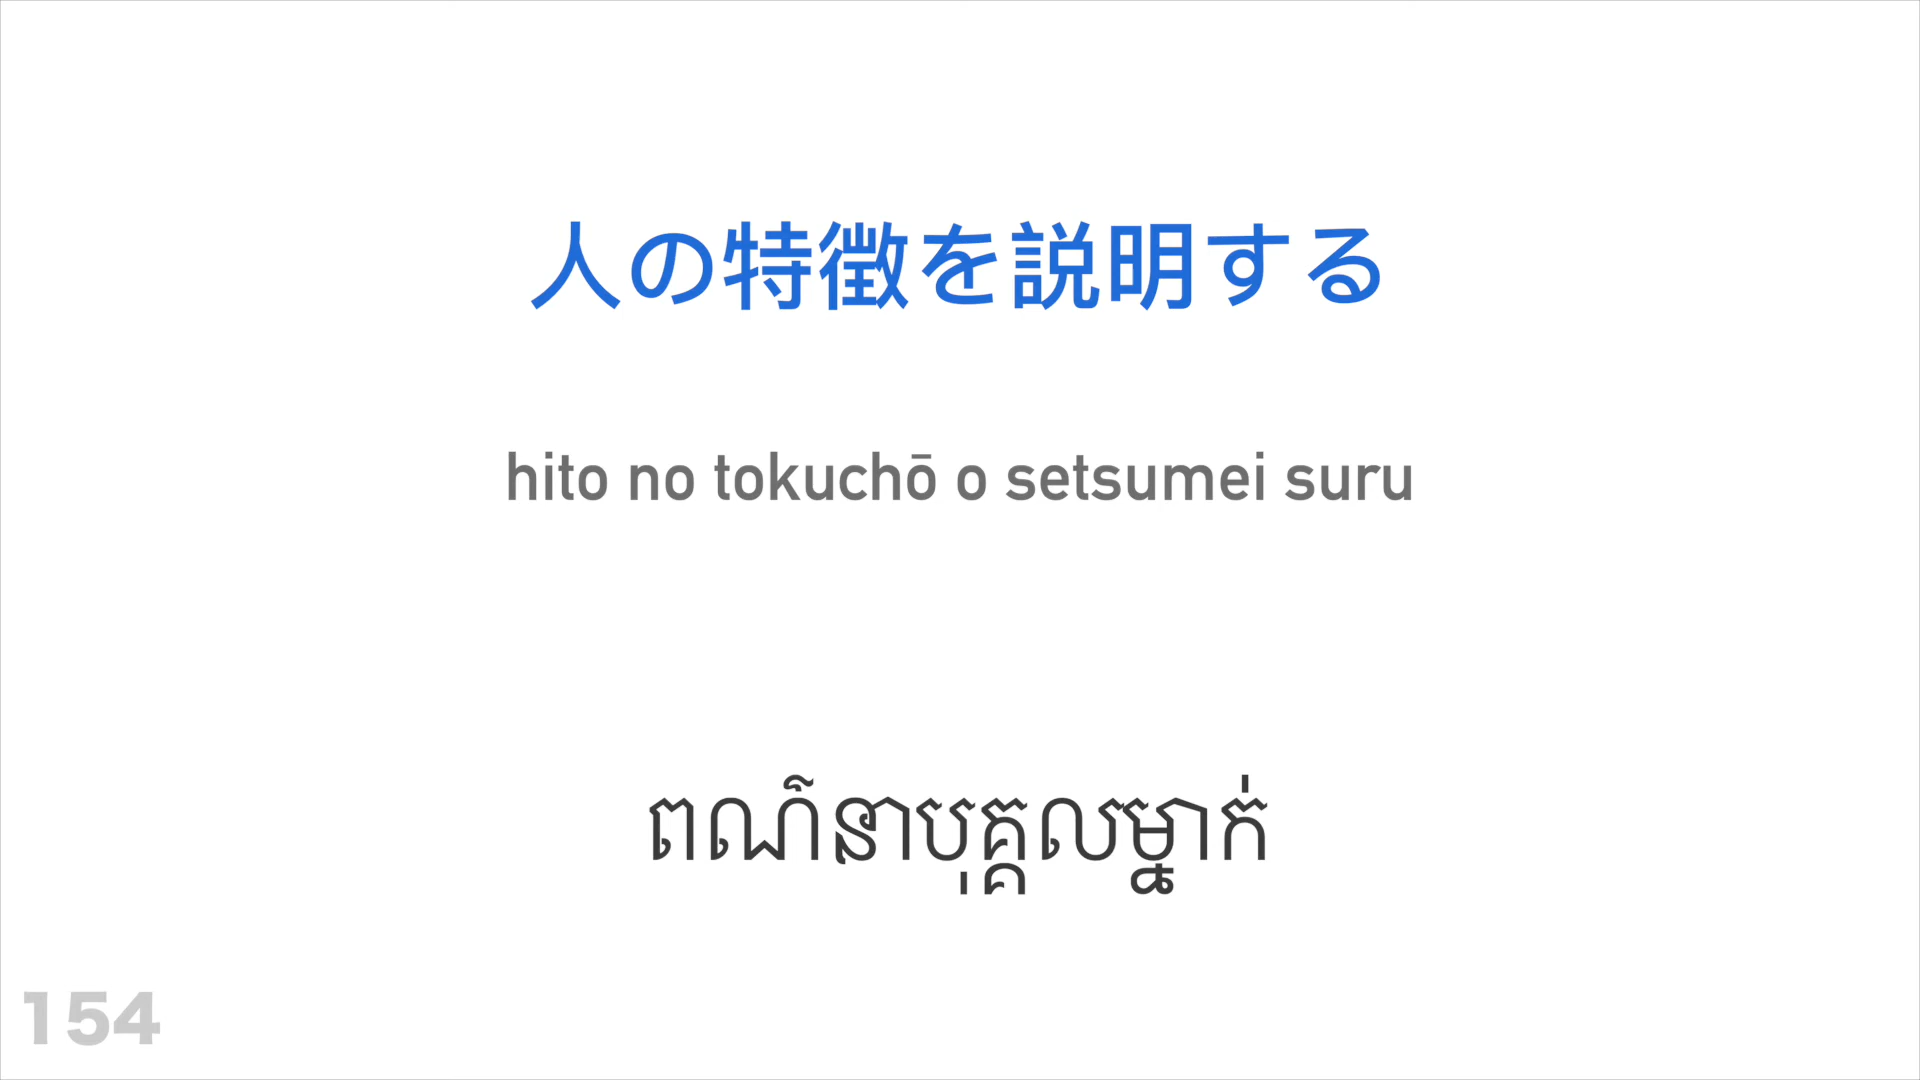 人の特徴を説明する
hito no tokuchō o setsumei suru
ពណ៌នាបុគ្គលម្នាក់
154